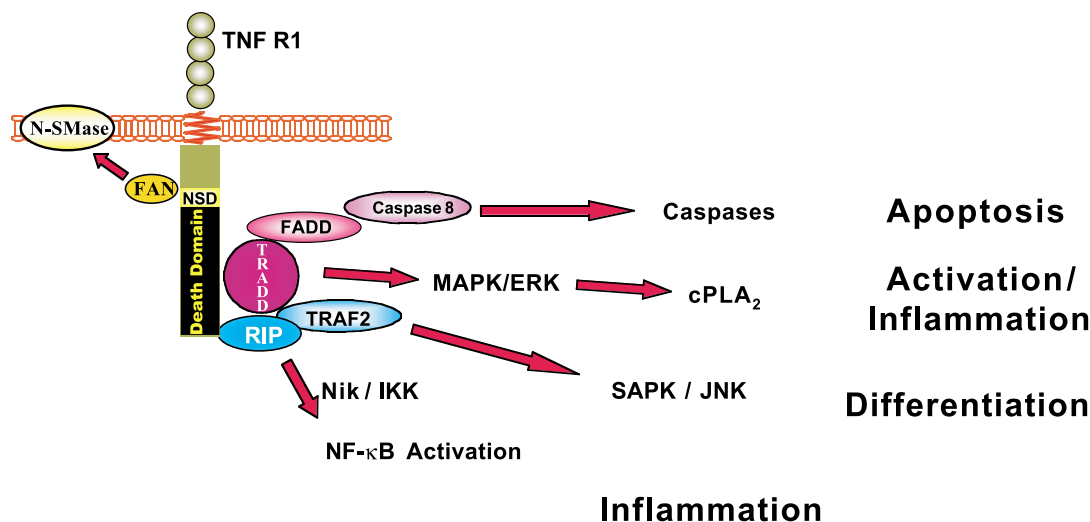 TNF R1
N-SMase
FAN
NSD
Death Domain
Caspase 8
FADD
TRADD
Caspases
Apoptosis
MAPK/ERK
cPLA₂
Activation/
Inflammation
TRAF2
RIP
Nik / IKK
SAPK / JNK
Differentiation
NF-κB Activation
Inflammation